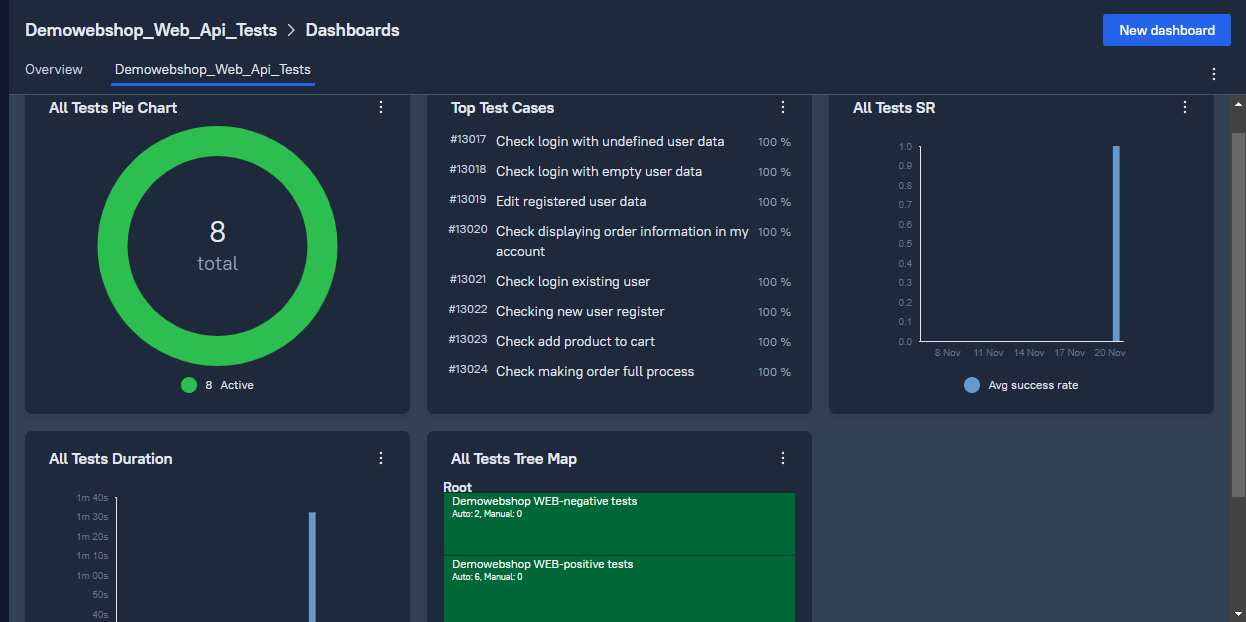 Demowebshop_Web_Api_Tests > Dashboards
New dashboard
Overview
Demowebshop_Web_Api_Tests
All Tests Pie Chart
8
total
8 Active
Top Test Cases
#13017 Check login with undefined user data 100 %
#13018 Check login with empty user data 100 %
#13019 Edit registered user data 100 %
#13020 Check displaying order information in my 100 %
account
#13021 Check login existing user 100 %
#13022 Checking new user register 100 %
#13023 Check add product to cart 100 %
#13024 Check making order full process 100 %
All Tests SR
1.0
0.9
0.8
0.7
0.6
0.5
0.4
0.3
0.2
0.1
0.0
8 Nov 11 Nov 14 Nov 17 Nov 20 Nov
Avg success rate
All Tests Duration
1m 40s
1m 30s
1m 20s
1m 10s
1m 00s
50s
40s
All Tests Tree Map
Root
Demowebshop WEB-negative tests
Auto: 2, Manual: 0
Demowebshop WEB-positive tests
Auto: 6, Manual: 0